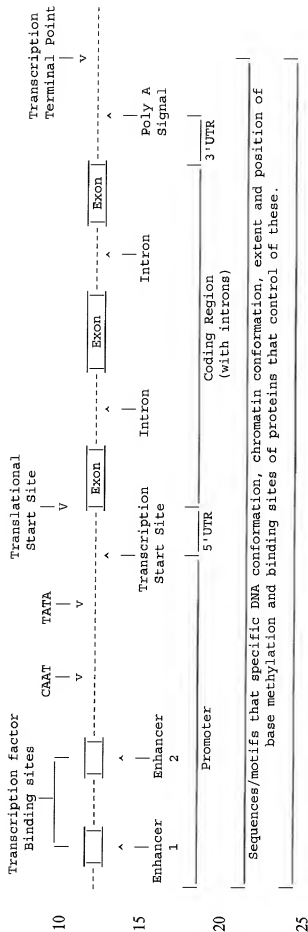 Transcription factor
Binding sites
CAAT
TATA
Translational
Start Site
Transcription
Terminal Point
10
Exon
Exon
Exon
15
Enhancer
1
Enhancer
2
Transcription
Start Site
Intron
Intron
Poly A
Signal
Promoter
5'UTR
Coding Region
(with introns)
3'UTR
20
Sequences/motifs that specific DNA conformation, chromatin conformation, extent and position of
base methylation and binding sites of proteins that control of these.
25